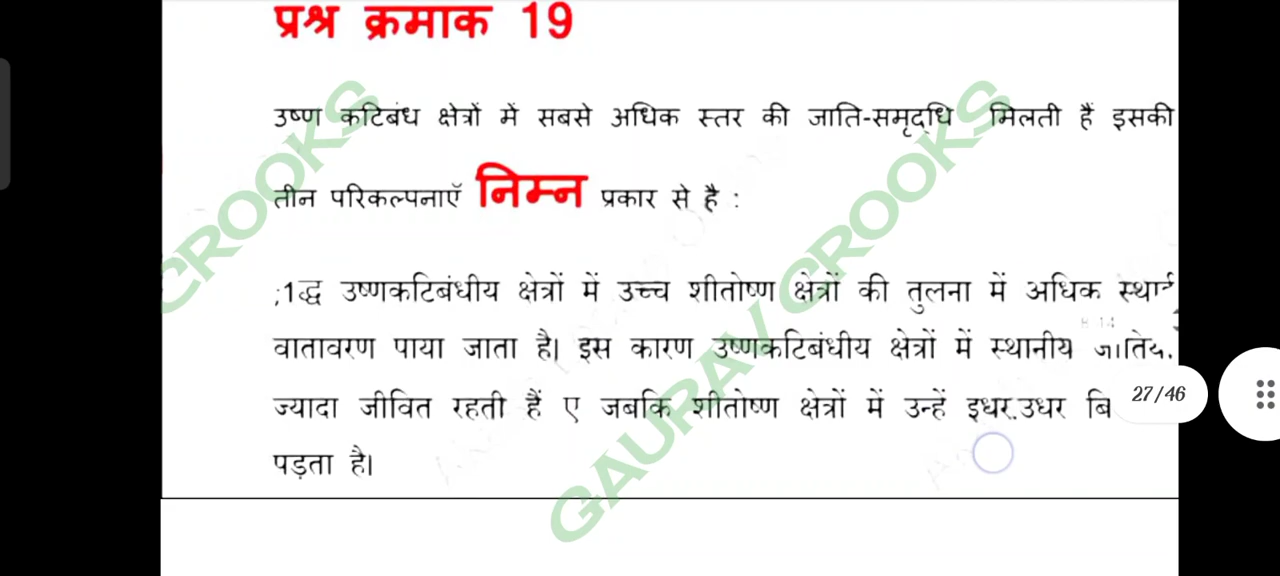 प्रश्न क्रमाक 19
उष्ण कटिबंध क्षेत्रों में सबसे अधिक स्तर की जाति-समृद्धि मिलती हैं इसकी
तीन परिकल्पनाएँ निम्न प्रकार से है :
;1द्ध उष्णकटिबंधीय क्षेत्रों में उच्च शीतोष्ण क्षेत्रों की तुलना में अधिक
वातावरण पाया जाता है। इस कारण उष्णकटिबंधीय क्षेत्रों में स्थानीय
ज्यादा जीवित रहती हैं ए जबकि शीतोष्ण क्षेत्रों में उन्हें इधर.उधर
पड़ता है।
27/46
CROOKS
GAURAV CROOKS